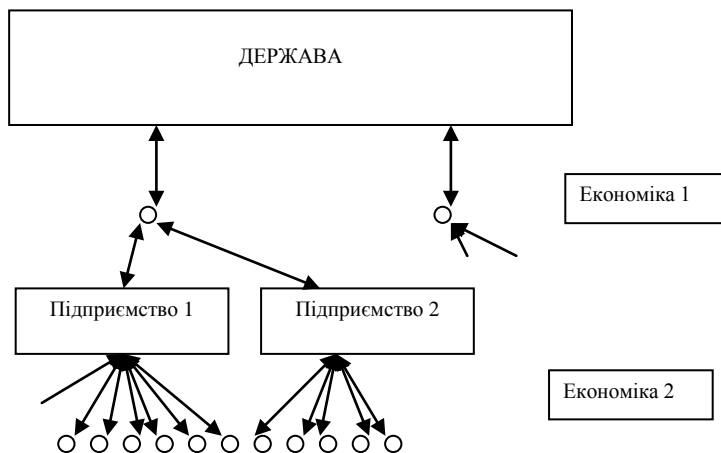 ДЕРЖАВА
Економіка 1
Підприємство 1
Підприємство 2
Економіка 2